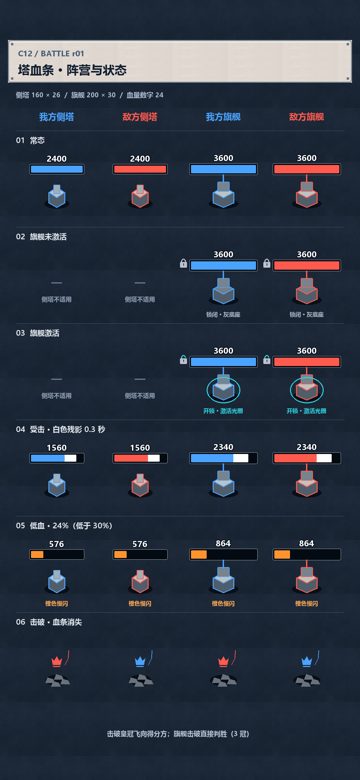 C12 / BATTLE r01
塔血条・阵营与状态
侧塔 160 × 26 / 旗舰 200 × 30 / 血量数字 24
我方侧塔 敌方侧塔 我方旗舰 敌方旗舰
01 常态
2400 2400 3600 3600
02 旗舰未激活
3600 3600
— —
侧塔不适用 侧塔不适用 锁闭・灰底座 锁闭・灰底座
03 旗舰激活
3600 3600
— —
侧塔不适用 侧塔不适用 开锁・激活光圈 开锁・激活光圈
04 受击・白色残影 0.3 秒
1560 1560 2340 2340
05 低血・24%（低于 30%）
576 576 864 864
橙色慢闪 橙色慢闪 橙色慢闪 橙色慢闪
06 击破・血条消失
击破皇冠飞向得分方；旗舰击破直接判胜（3 冠）